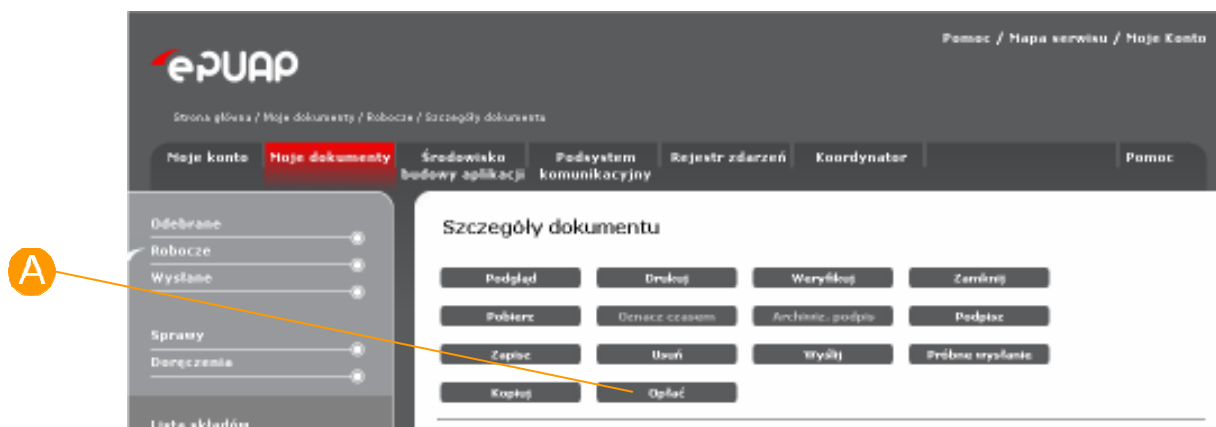 Pomoc / Mapa serwisu / Moje Konto
ePUAP
Strona główna / Moje dokumenty / Robocze / Szczegóły dokumentu
Moje konto Moje dokumenty Środowisko budowy aplikacji Podsystem komunikacyjny Rejestr zdarzeń Koordynator Pomoc
Odebrane
Robocze
Wysłane
Sprawy
Doręczenia
Lista składów
A
Szczegóły dokumentu
Podgląd Drukuj Weryfikuj Zamknij
Pobierz Oznacz czasem Archiwiz. podpis Podpisz
Zapisz Usuń Wyślij Próbne wysłanie
Kopiuj Opłać